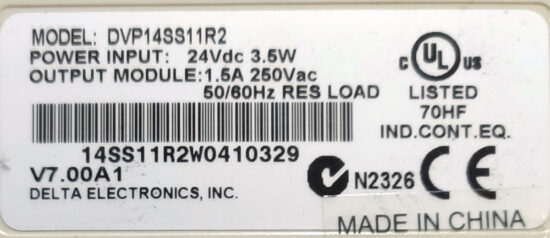 MODEL: DVP14SS11R2
POWER INPUT: 24Vdc 3.5W
OUTPUT MODULE:1.5A 250Vac
50/60Hz RES LOAD
C UL US
LISTED
70HF
IND.CONT.EQ.
14SS11R2W0410329
V7.00A1
DELTA ELECTRONICS, INC.
N2326 CE
MADE IN CHINA